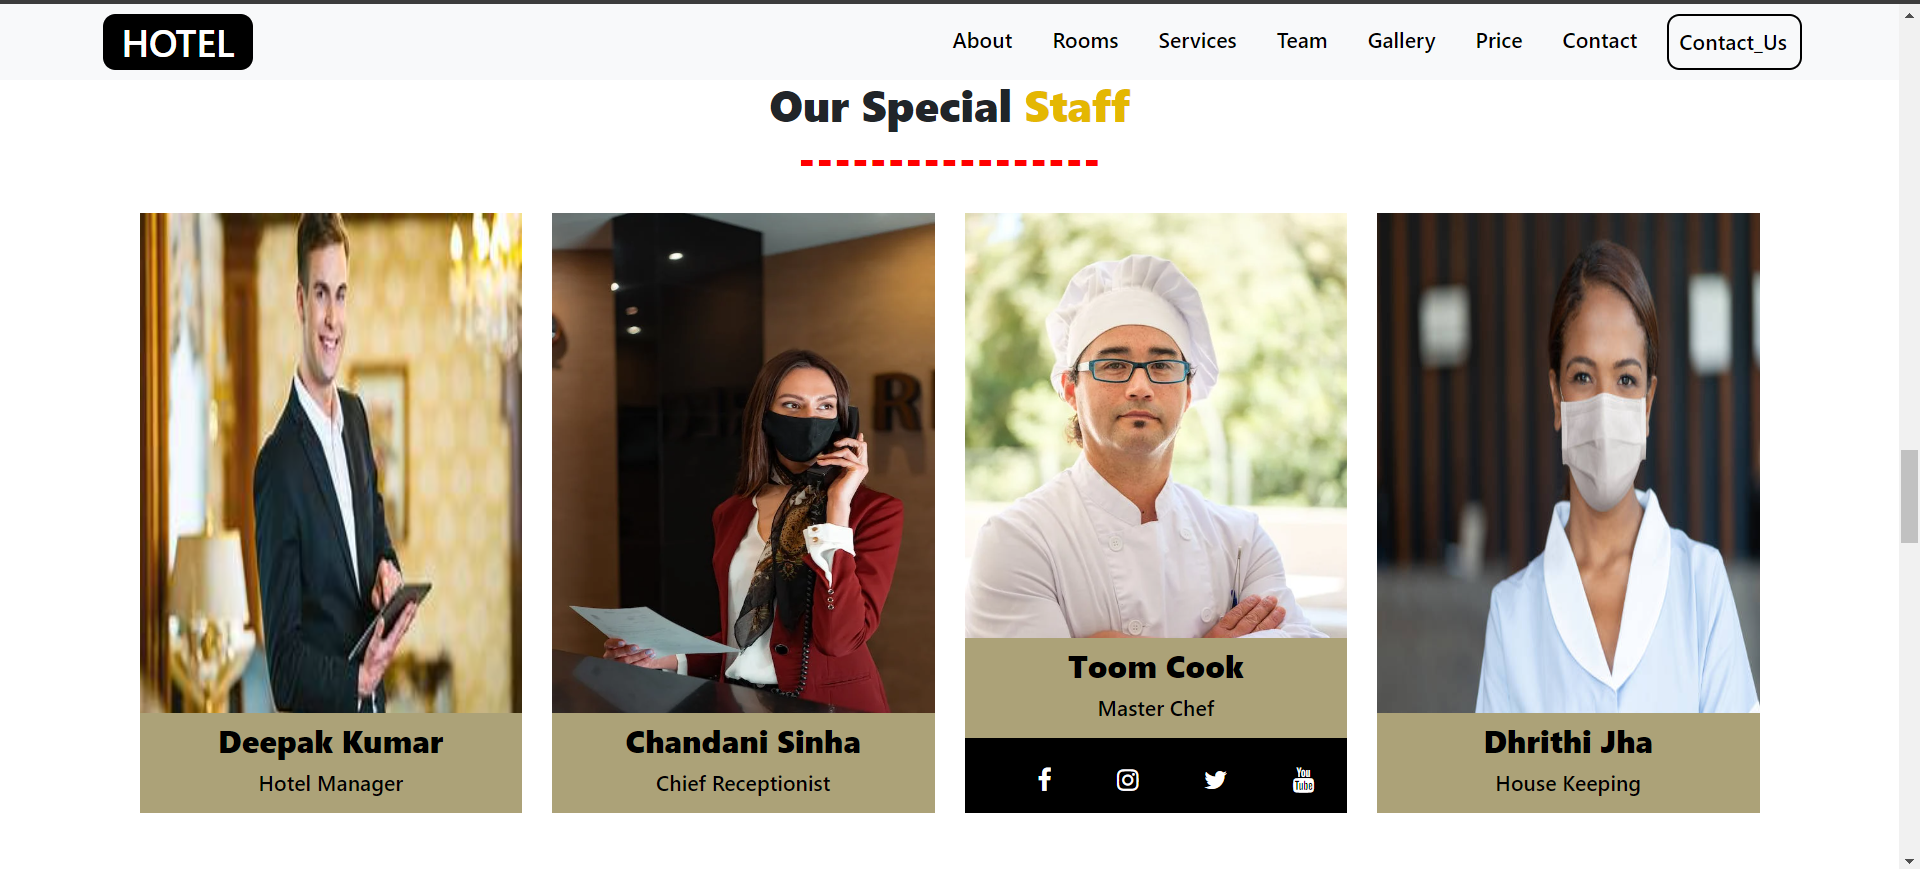 HOTEL
About Rooms Services Team Gallery Price Contact Contact_Us
Our Special Staff
R
Deepak Kumar
Hotel Manager
Chandani Sinha
Chief Receptionist
Toom Cook
Master Chef
You
Tube
Dhrithi Jha
House Keeping